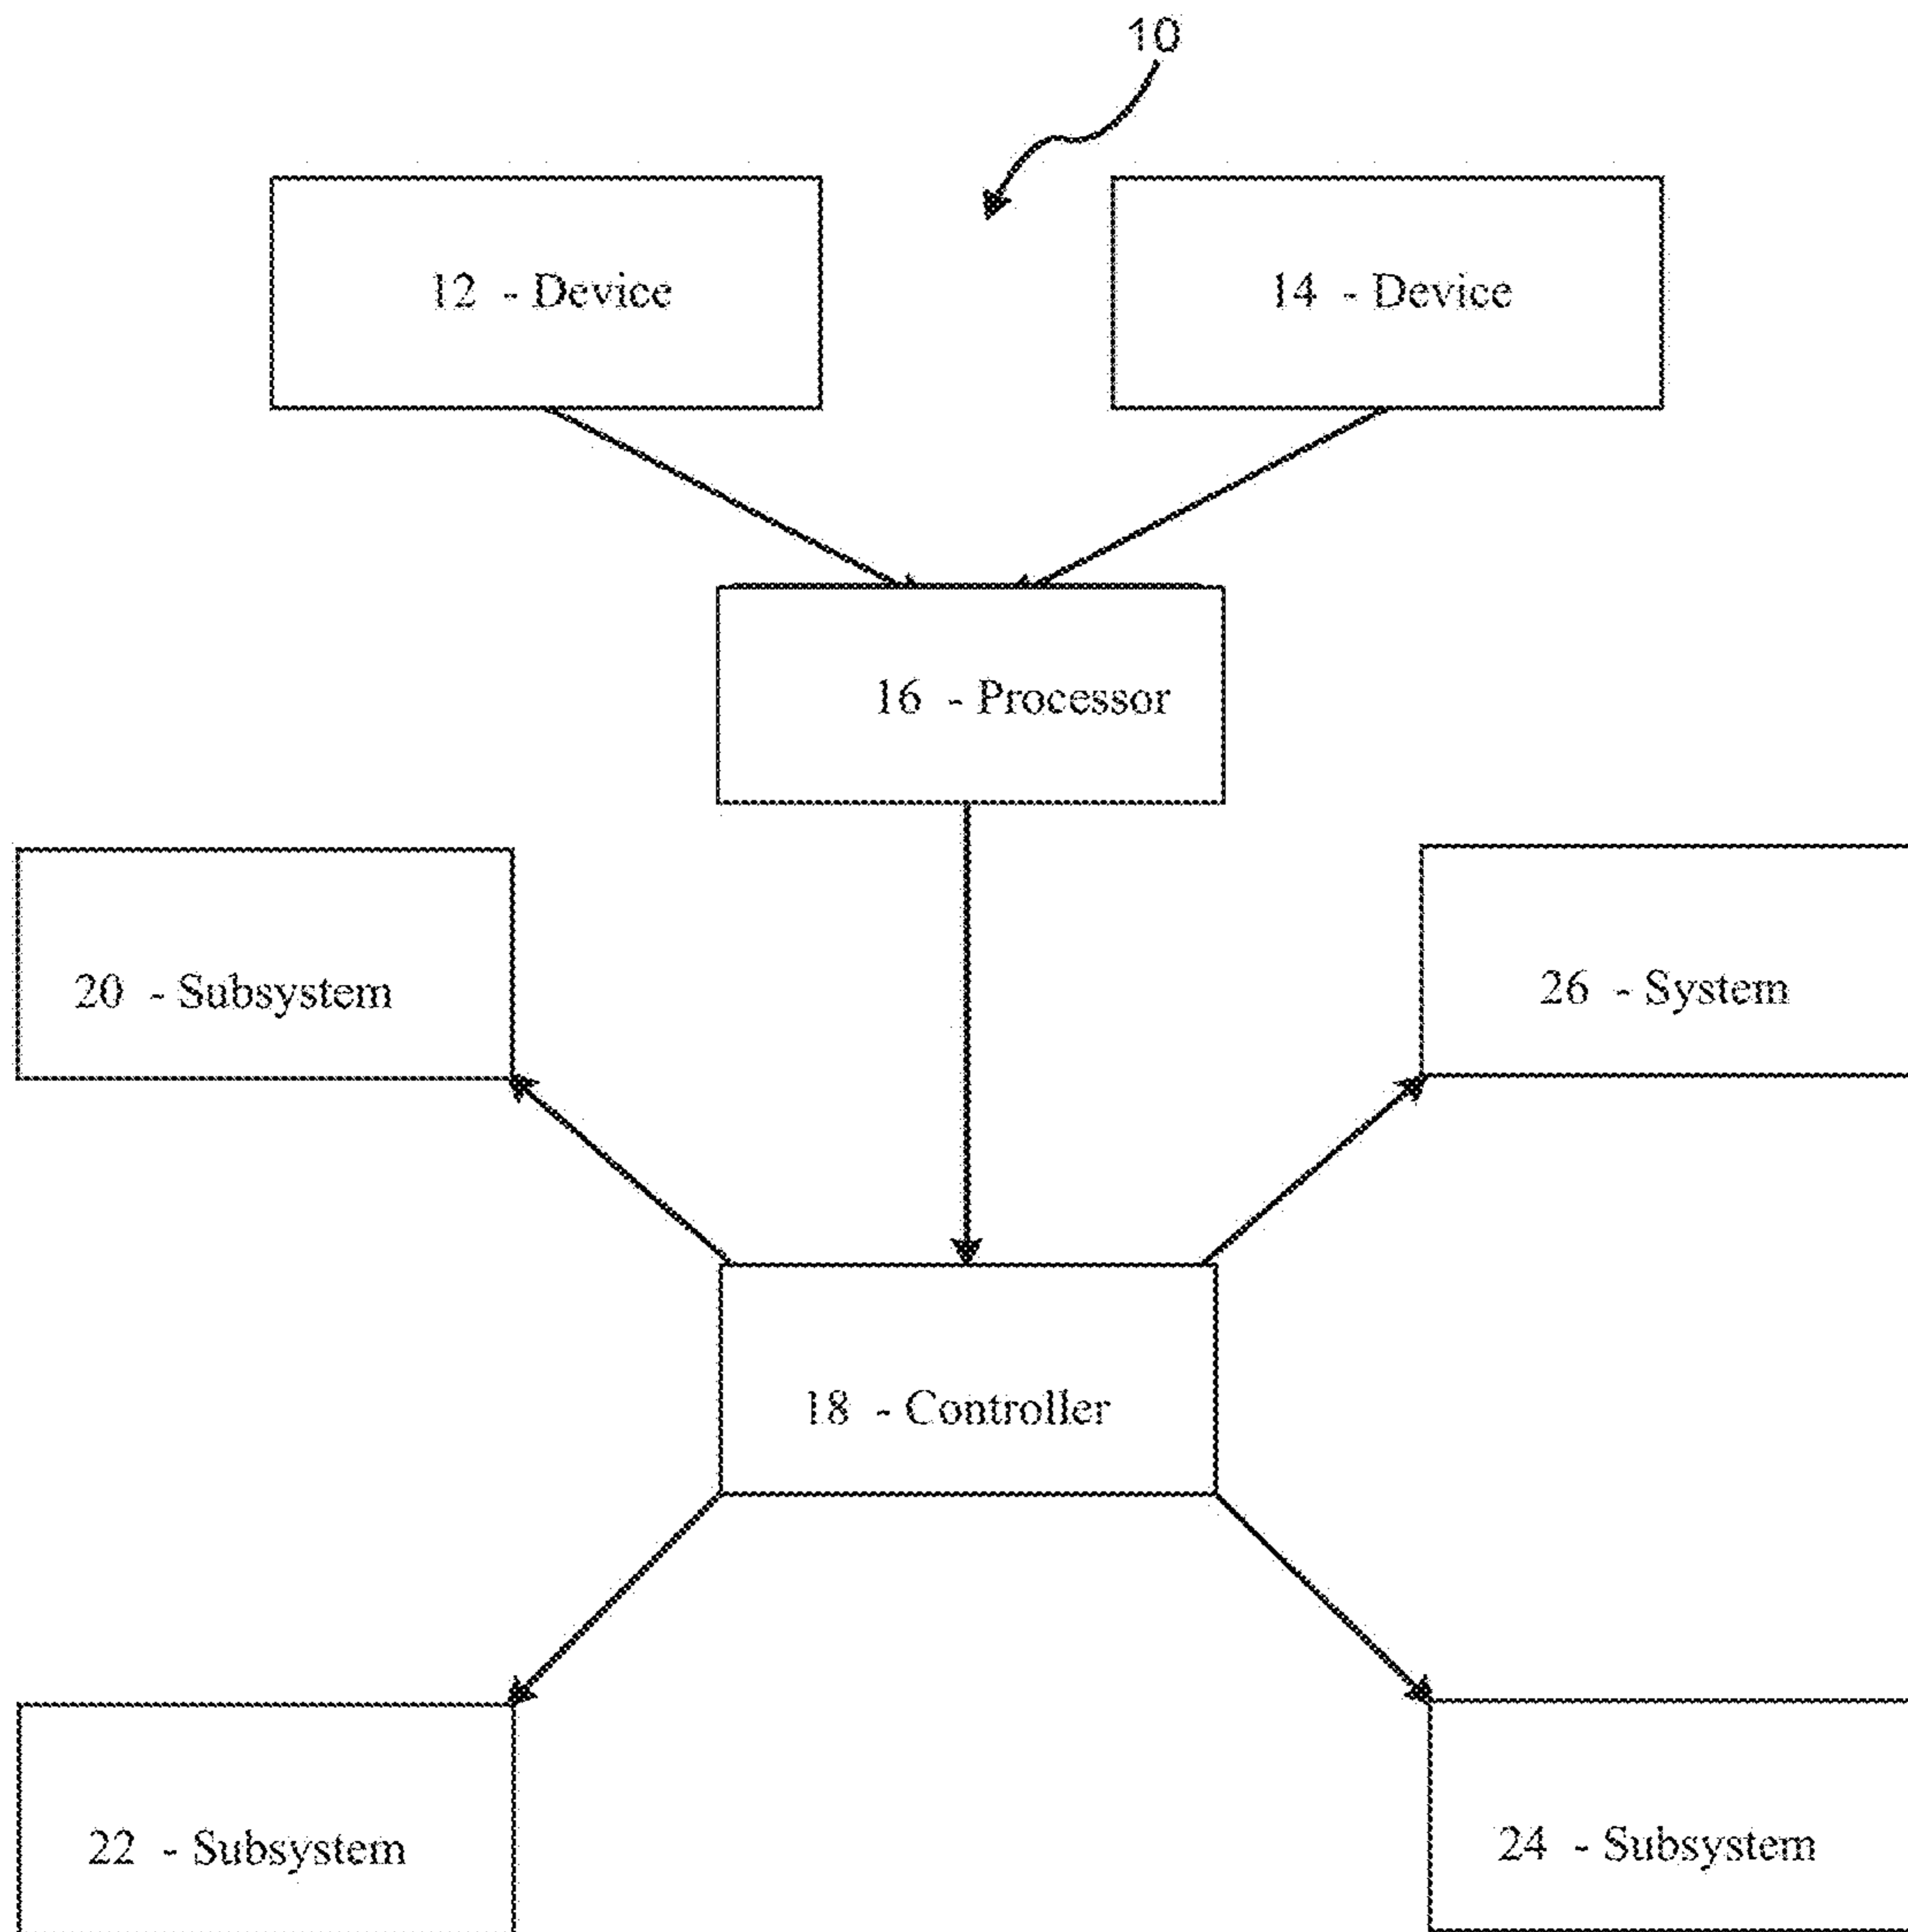 10
12 - Device
14 - Device
16 - Processor
20 - Subsystem
26 - System
18 - Controller
22 - Subsystem
24 - Subsystem